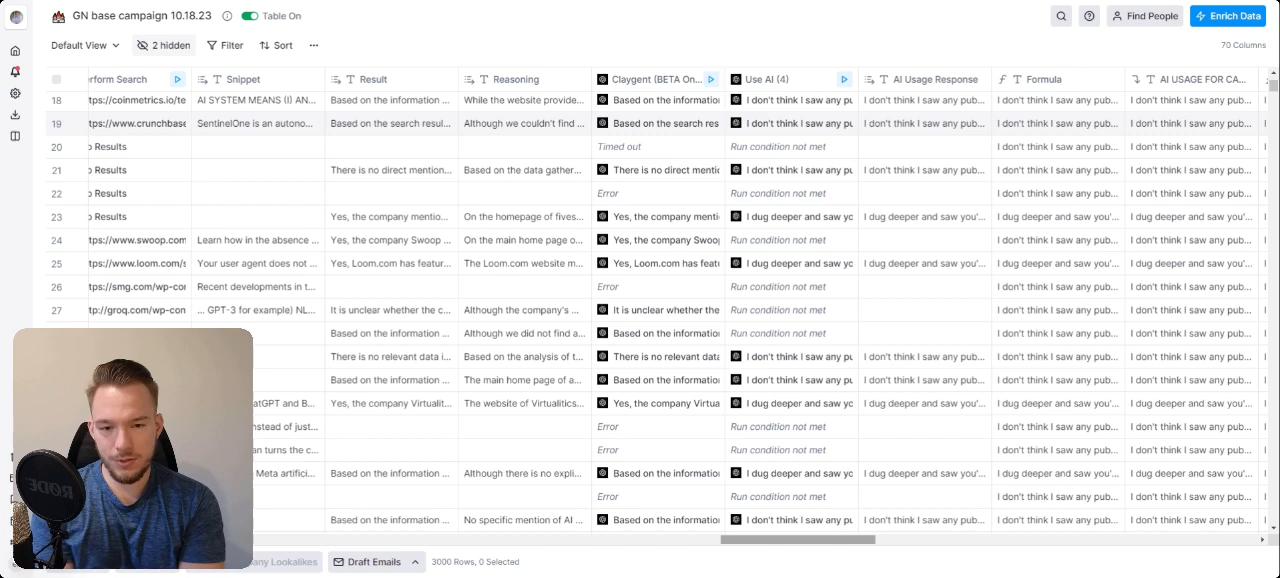 GN base campaign 10.18.23 Table On Find People Enrich Data
Default View 2 hidden Filter Sort 70 Columns
rform Search Snippet Result Reasoning Claygent (BETA On... Use AI (4) AI Usage Response Formula AI USAGE FOR CA...
18 tps://coinmetrics.io/te AI SYSTEM MEANS (I) AN... Based on the information ... While the website provide... Based on the information I don't think I saw any pu I don't think I saw any pub... I don't think I saw any pub... I don't think I saw any pub...
19 ttps://www.crunchbase SentinelOne is an autono... Based on the search resul... Although we couldn't find ... Based on the search res I don't think I saw any pu I don't think I saw any pub... I don't think I saw any pub... I don't think I saw any pub...
20 o Results Timed out Run condition not met I don't think I saw any pub... I don't think I saw any pub...
21 o Results There is no direct mention... Based on the data gather... There is no direct mentic I don't think I saw any pu I don't think I saw any pub... I don't think I saw any pub... I don't think I saw any pub...
22 o Results Error Run condition not met I don't think I saw any pub... I don't think I saw any pub...
23 o Results Yes, the company mentio... On the homepage of fives... Yes, the company menti I dug deeper and saw yo I dug deeper and saw you'... I dug deeper and saw you'... I dug deeper and saw you'...
24 ttps://www.swoop.com Learn how in the absence ... Yes, the company Swoop ... On the main home page o... Yes, the company Swoo Run condition not met I don't think I saw any pub... I don't think I saw any pub...
25 ttps://www.loom.com/s Your user agent does not ... Yes, Loom.com has featur... The Loom.com website m... Yes, Loom.com has feat I dug deeper and saw yo I dug deeper and saw you'... I dug deeper and saw you'... I dug deeper and saw you'...
26 ttps://smg.com/wp-cor Recent developments in t... Error Run condition not met I don't think I saw any pub... I don't think I saw any pub...
27 ttp://groq.com/wp-con ... GPT-3 for example) NL... It is unclear whether the c... Although the company's ... It is unclear whether the Run condition not met I don't think I saw any pub... I don't think I saw any pub...
Based on the information ... Although we did not find a... Based on the informatior Run condition not met I don't think I saw any pub... I don't think I saw any pub...
There is no relevant data i... Based on the analysis of t... There is no relevant data I don't think I saw any pu I don't think I saw any pub... I don't think I saw any pub... I don't think I saw any pub...
Based on the information ... The main home page of a... Based on the informatior I don't think I saw any pu I don't think I saw any pub... I don't think I saw any pub... I don't think I saw any pub...
atGPT and B... Yes, the company Virtualit... The website of Virtualitics... Yes, the company Virtua I dug deeper and saw yo I dug deeper and saw you'... I dug deeper and saw you'... I dug deeper and saw you'...
nstead of just... Error Run condition not met I don't think I saw any pub... I don't think I saw any pub...
an turns the c... Error Run condition not met I don't think I saw any pub... I don't think I saw any pub...
Meta artifici... Based on the information ... Although there is no expli... Based on the informatior I dug deeper and saw yo I dug deeper and saw you'... I dug deeper and saw you'... I dug deeper and saw you'...
Error Run condition not met I don't think I saw any pub... I don't think I saw any pub...
Based on the information ... No specific mention of AI ... Based on the informatior I don't think I saw any pu I don't think I saw any pub... I don't think I saw any pub... I don't think I saw any pub...
RØDE
any Lookalikes Draft Emails 3000 Rows, 0 Selected